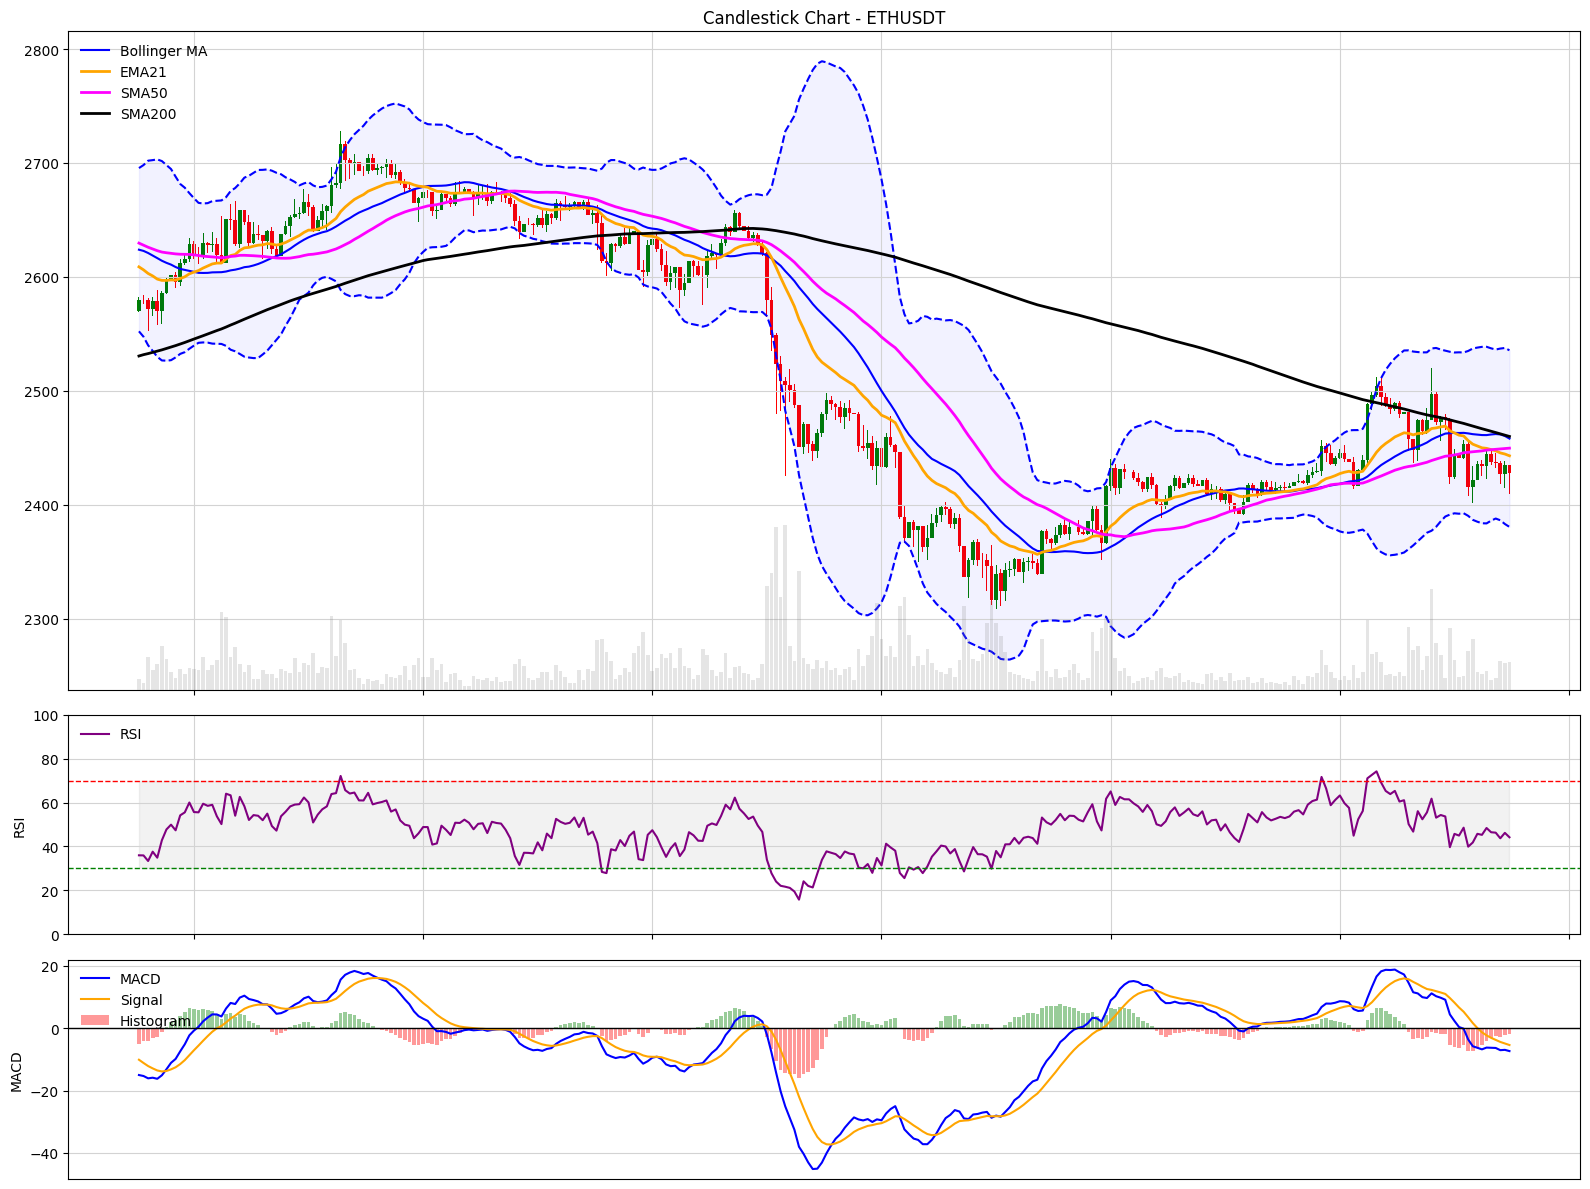 Candlestick Chart - ETHUSDT
2800
2700
2600
2500
2400
2300
Bollinger MA
EMA21
SMA50
SMA200
100
80
60
40
20
0
RSI
RSI
20
0
−20
−40
MACD
MACD
Signal
Histogram